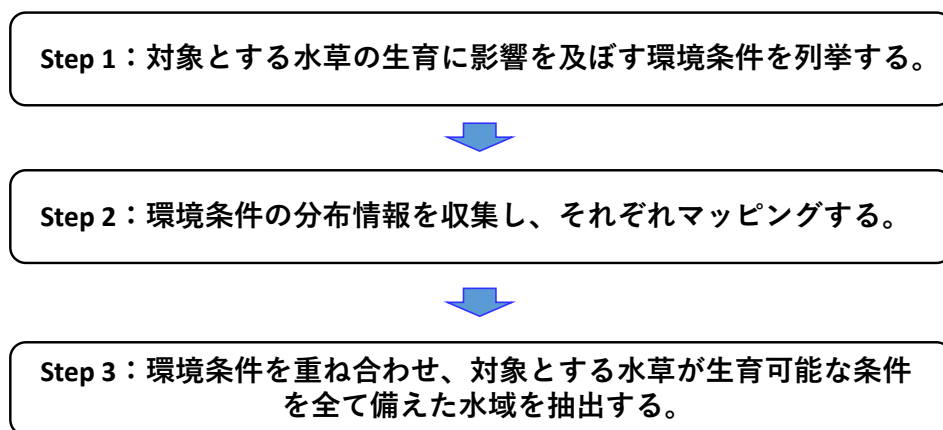 Step 1：対象とする水草の生育に影響を及ぼす環境条件を列挙する。
Step 2：環境条件の分布情報を収集し、それぞれマッピングする。
Step 3：環境条件を重ね合わせ、対象とする水草が生育可能な条件
を全て備えた水域を抽出する。